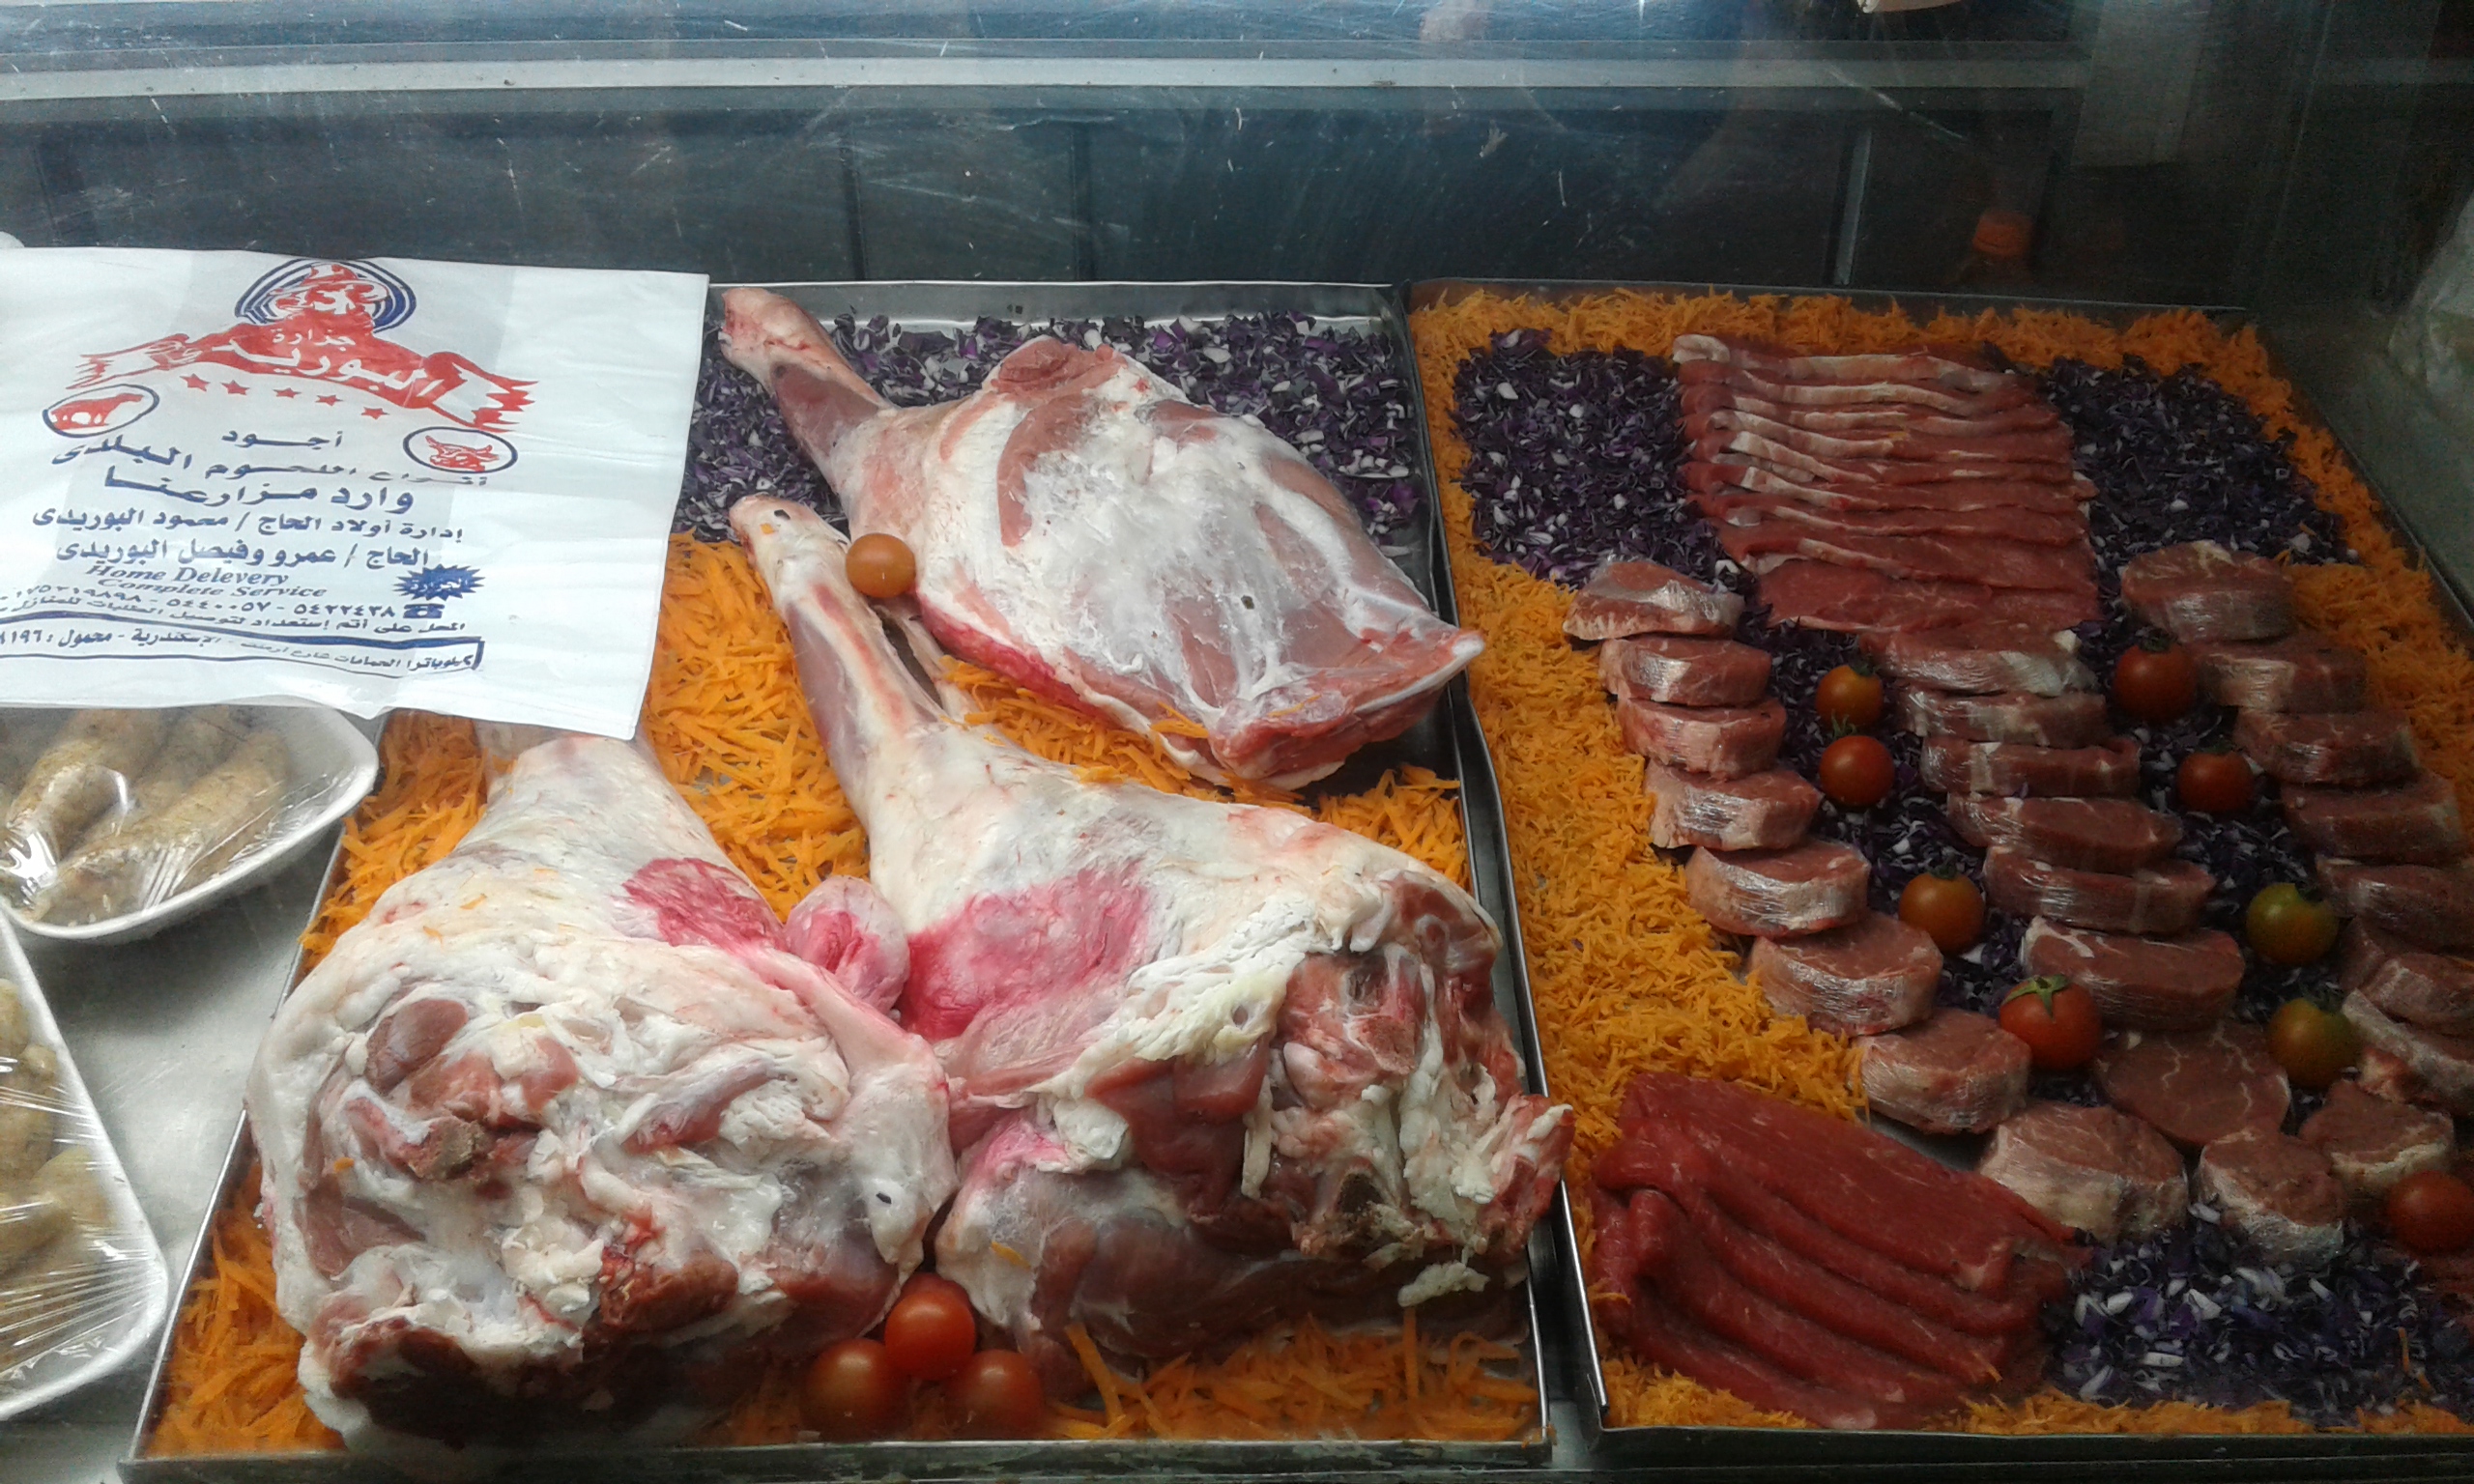 جزارة
البوريدى
أجود
أنواع اللحوم البلدى
وارد مزارعنا
إدارة أولاد الحاج / محمود البوريدى
الحاج / عمرو وفيصل البوريدى
Home Delevery
Complete Service
الجزارة
٥٤٤٠٠٥٧ - ٥٤٢٢٤٣٨
المحل على أتم إستعداد لتوصيل الطلبات للمنازل
كليوباترا الحمامات شارع - الإسكندرية - محمول :